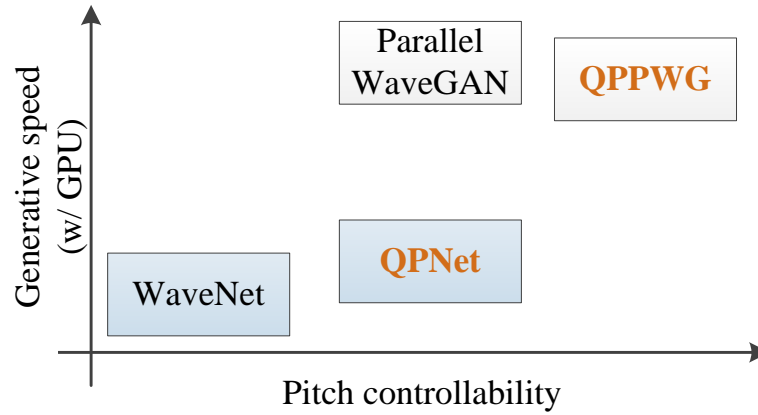 Parallel
WaveGAN
QPPWG
Generative speed
(w/ GPU)
QPNet
WaveNet
Pitch controllability